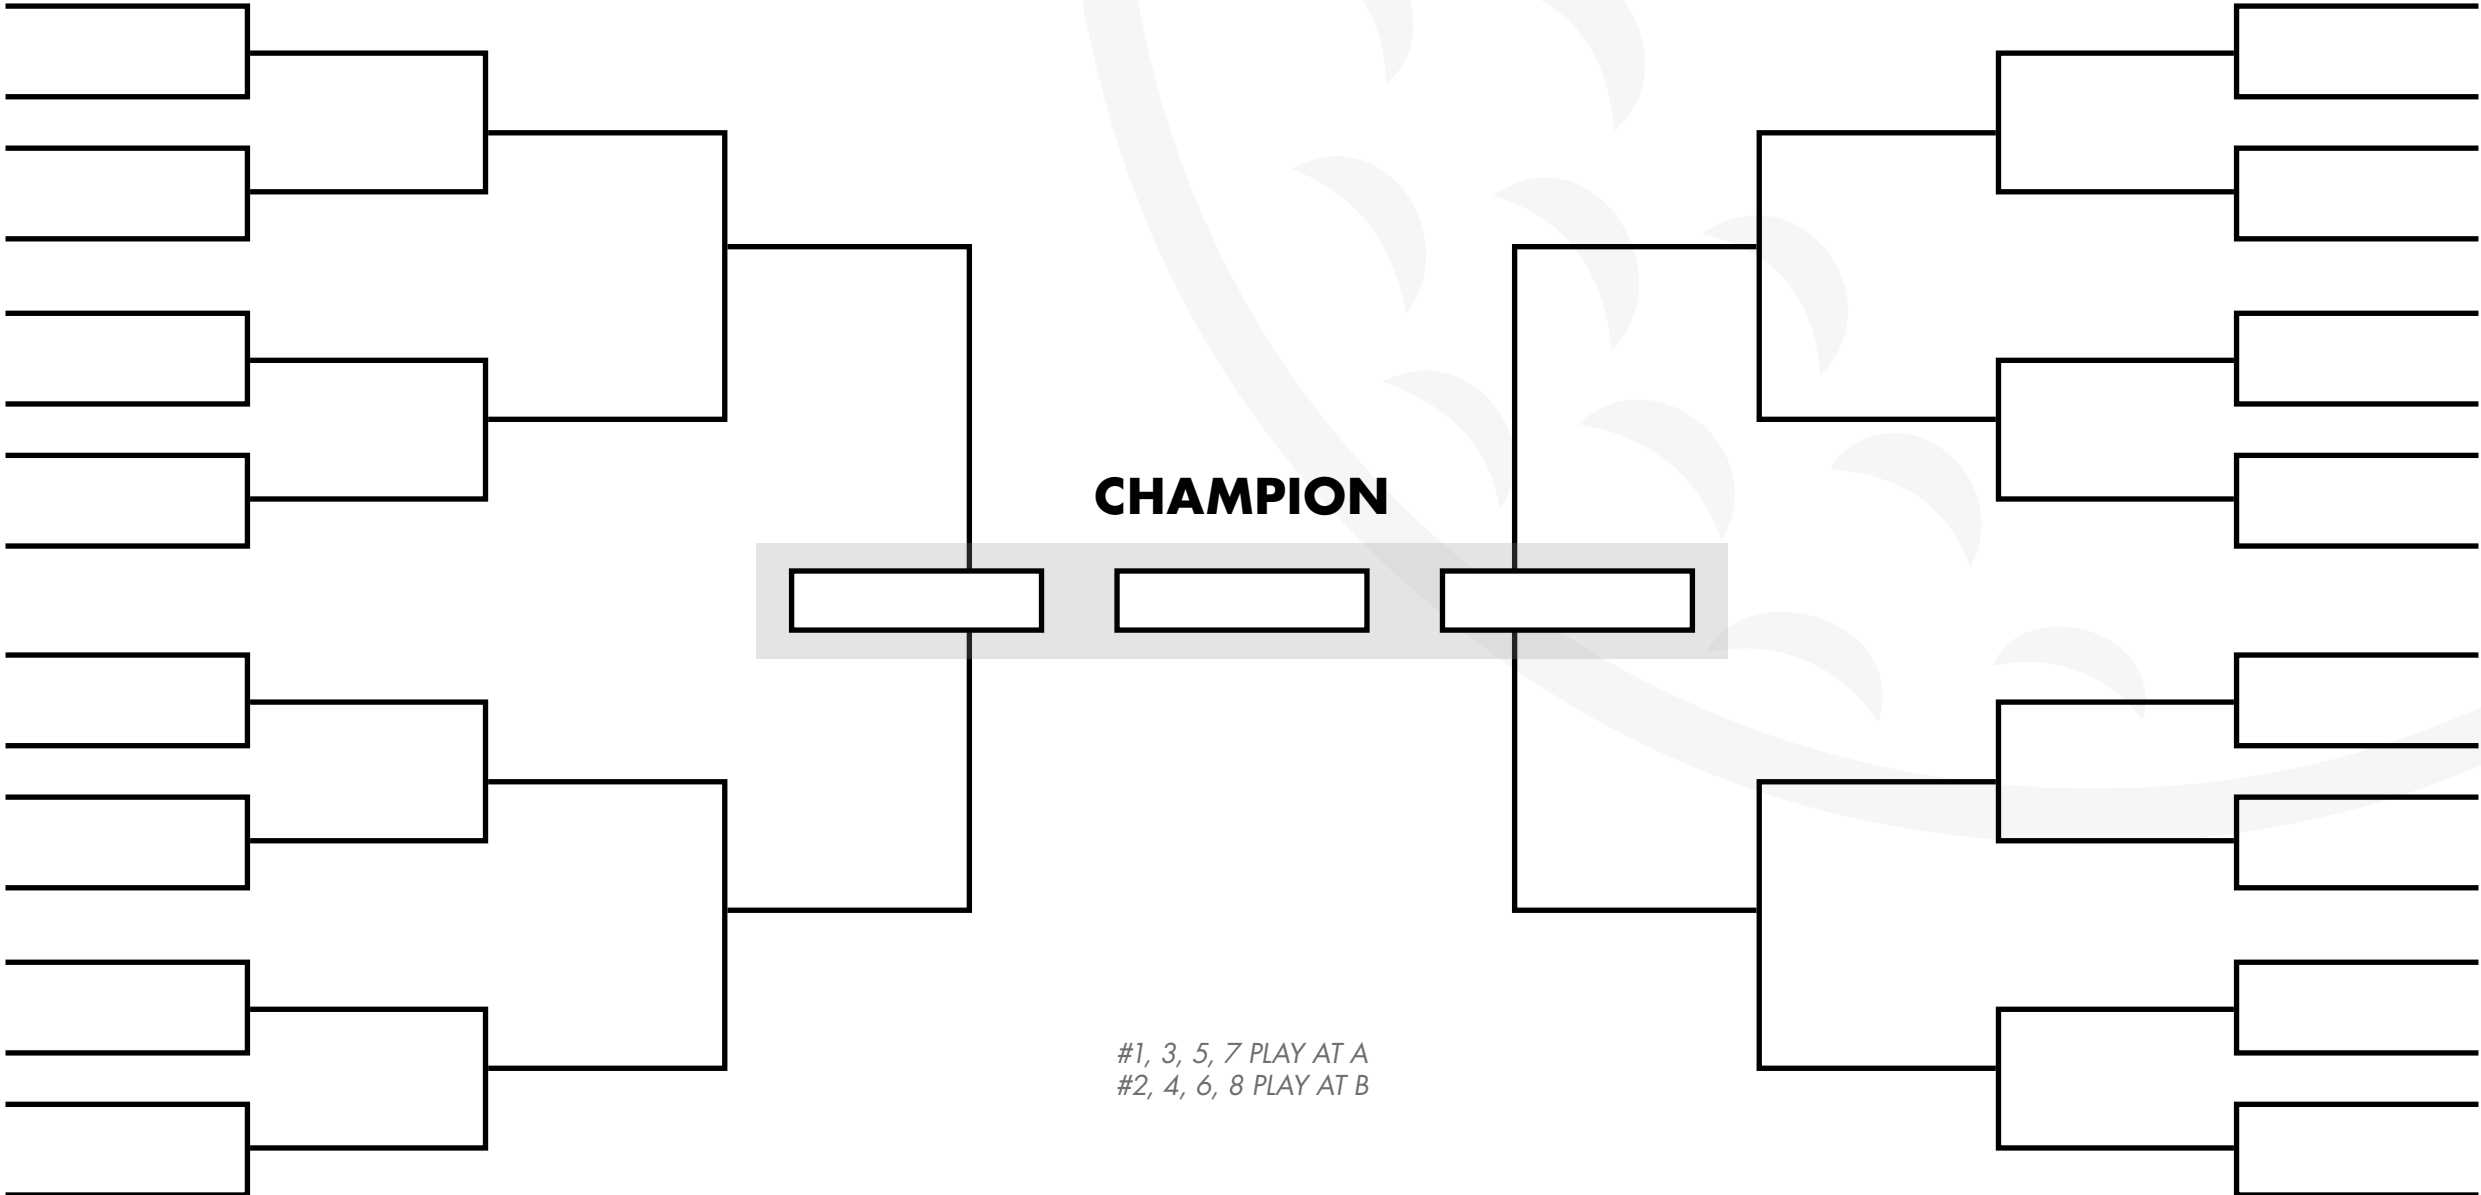 CHAMPION
#1, 3, 5, 7 PLAY AT A
#2, 4, 6, 8 PLAY AT B